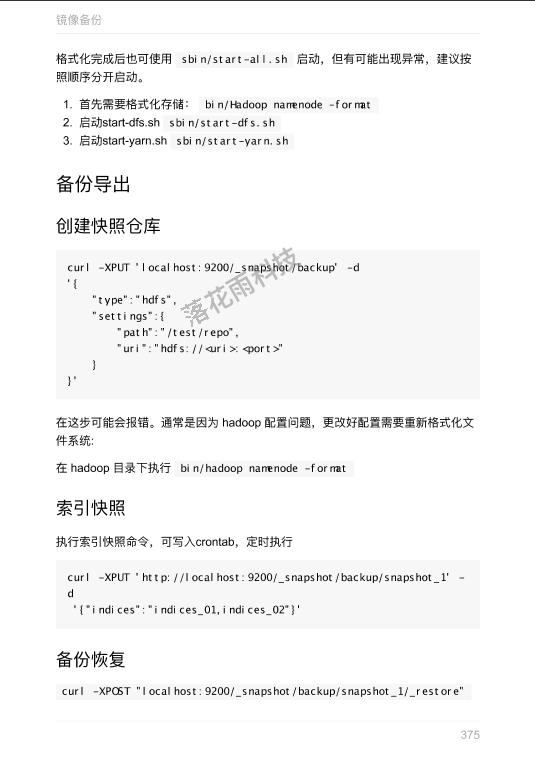 镜像备份
格式化完成后也可使用 sbin/start-all.sh 启动，但有可能出现异常，建议按
照顺序分开启动。
1. 首先需要格式化存储： bin/Hadoop namenode -format
2. 启动start-dfs.sh sbin/start-dfs.sh
3. 启动start-yarn.sh sbin/start-yarn.sh
备份导出
创建快照仓库
curl -XPUT 'localhost:9200/_snapshot/backup' -d
'{
    "type":"hdfs",
    "settings":{
        "path":"/test/repo",
        "uri":"hdfs://<uri>:<port>"
    }
}'
落花雨科技
在这步可能会报错。通常是因为 hadoop 配置问题，更改好配置需要重新格式化文
件系统:
在 hadoop 目录下执行 bin/hadoop namenode -format
索引快照
执行索引快照命令，可写入crontab，定时执行
curl -XPUT 'http://localhost:9200/_snapshot/backup/snapshot_1' -
d
'{"indices":"indices_01,indices_02"}'
备份恢复
curl -XPOST "localhost:9200/_snapshot/backup/snapshot_1/_restore"
375